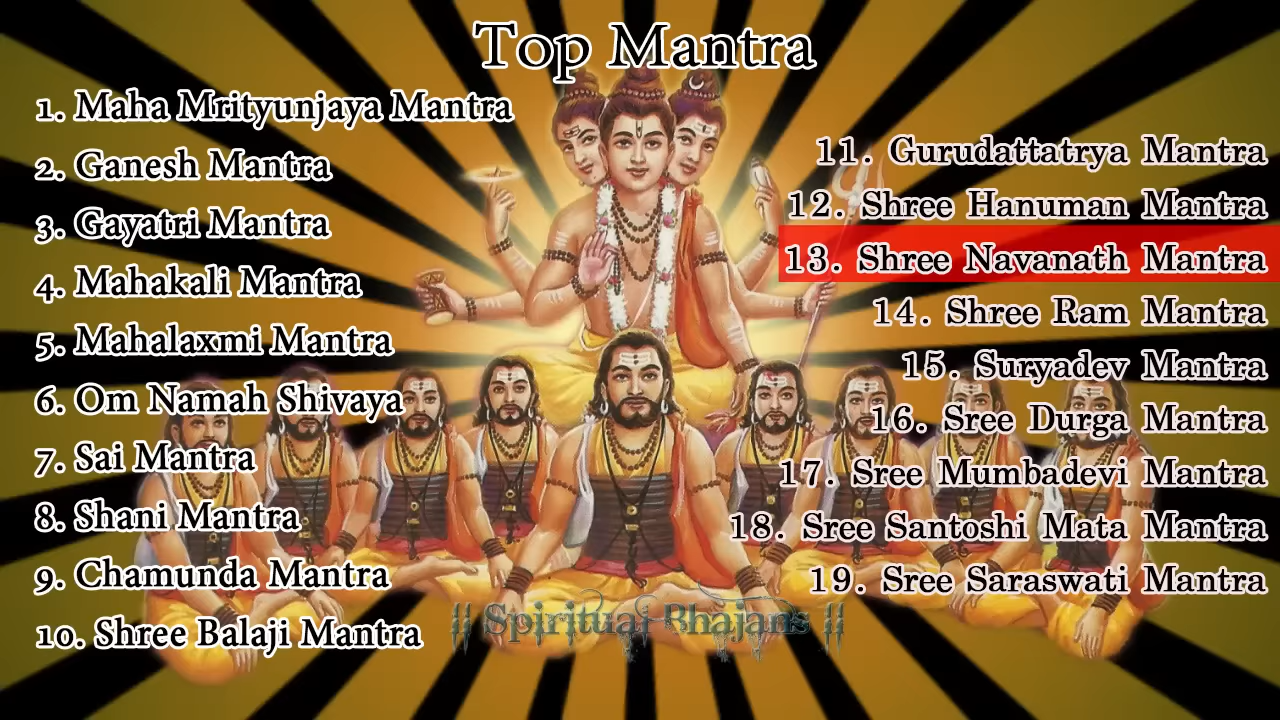 Top Mantra
1. Maha Mrityunjaya Mantra
2. Ganesh Mantra
3. Gayatri Mantra
4. Mahakali Mantra
5. Mahalaxmi Mantra
6. Om Namah Shivaya
7. Sai Mantra
8. Shani Mantra
9. Chamunda Mantra
10. Shree Balaji Mantra
11. Gurudattatrya Mantra
12. Shree Hanuman Mantra
13. Shree Navanath Mantra
14. Shree Ram Mantra
15. Suryadev Mantra
16. Sree Durga Mantra
17. Sree Mumbadevi Mantra
18. Sree Santoshi Mata Mantra
19. Sree Saraswati Mantra
|| Spiritual Bhajans ||